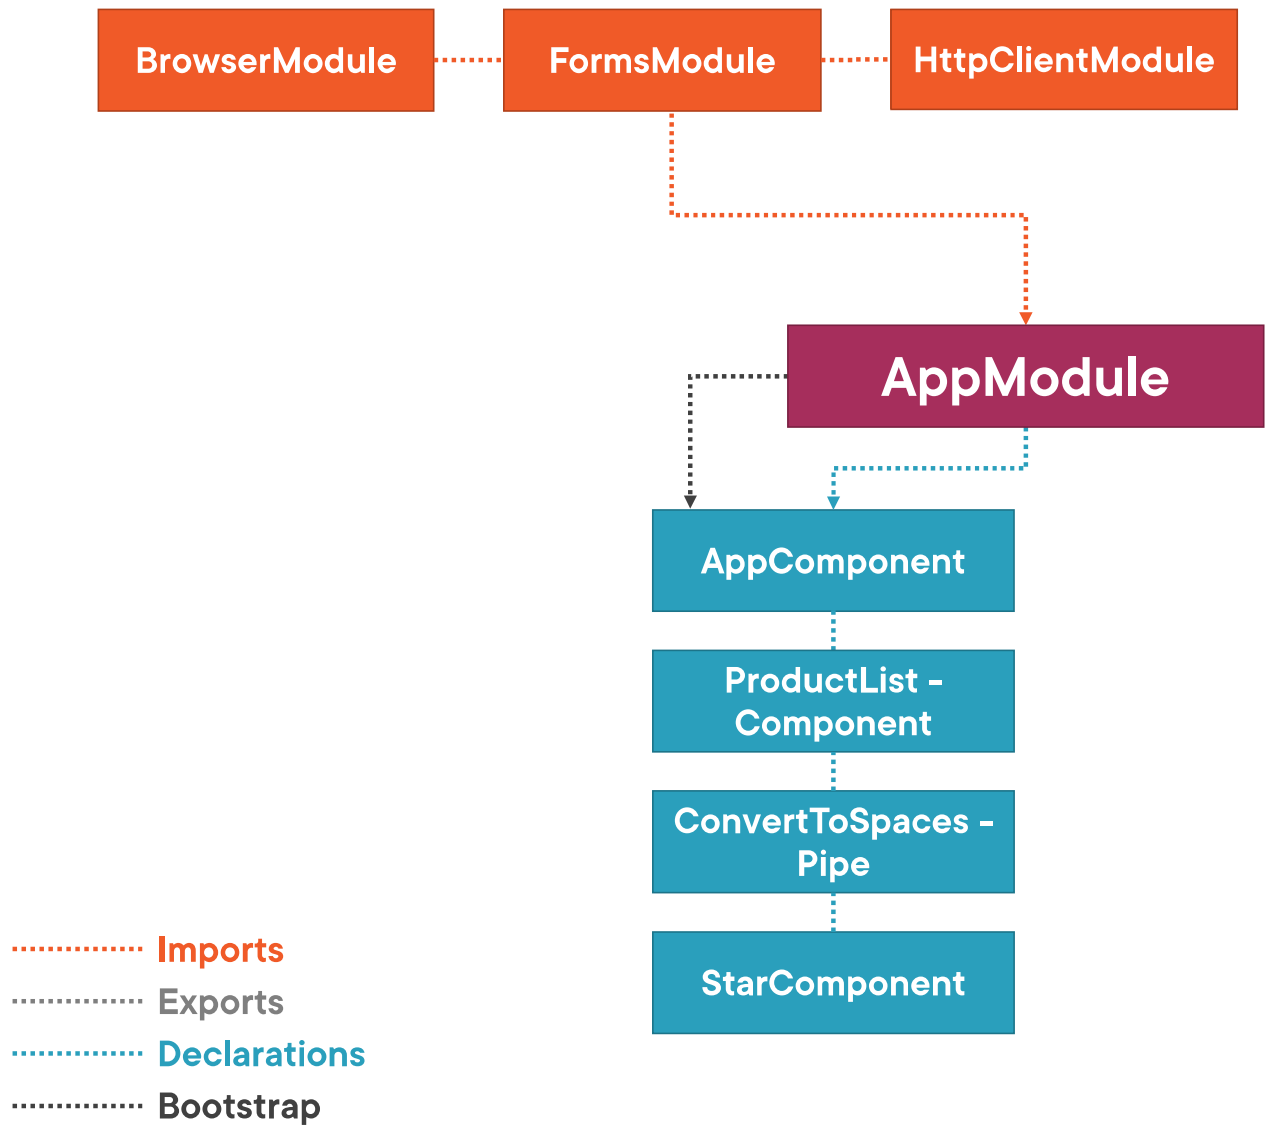 BrowserModule
FormsModule
HttpClientModule
AppModule
AppComponent
ProductList -
Component
ConvertToSpaces -
Pipe
StarComponent
Imports
Exports
Declarations
Bootstrap